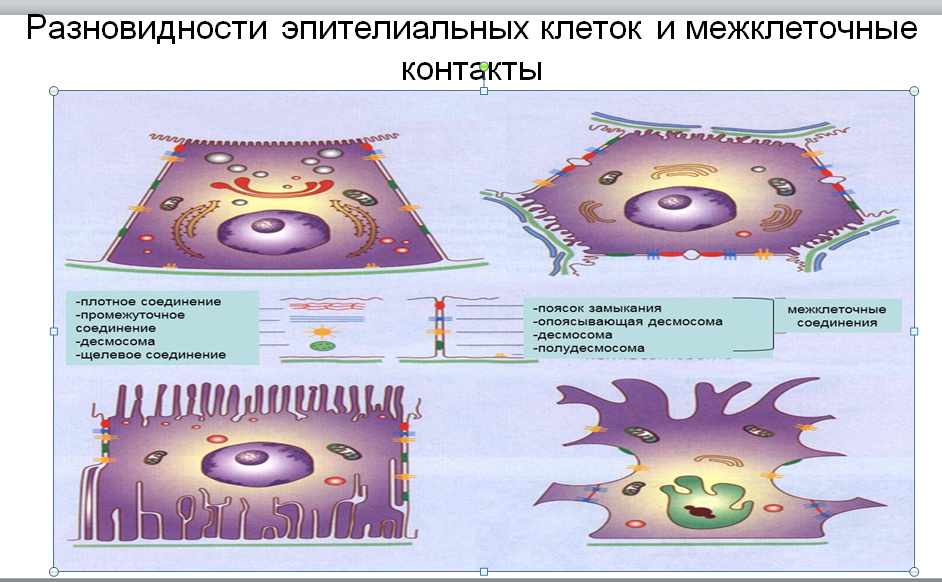 Разновидности эпителиальных клеток и межклеточные
контакты
-плотное соединение
-промежуточное
соединение
-десмосома
-щелевое соединение
-поясок замыкания
-опоясывающая десмосома
-десмосома
-полудесмосома
межклеточные
соединения